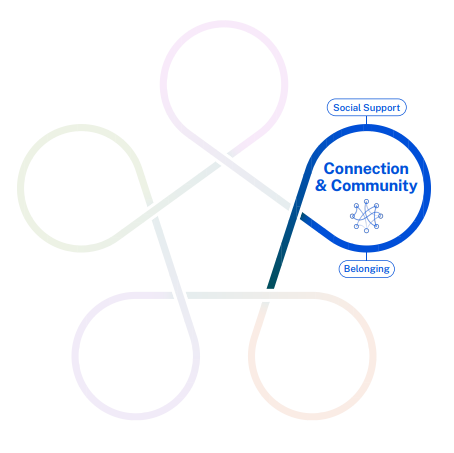 Social Support
Connection
& Community
Belonging